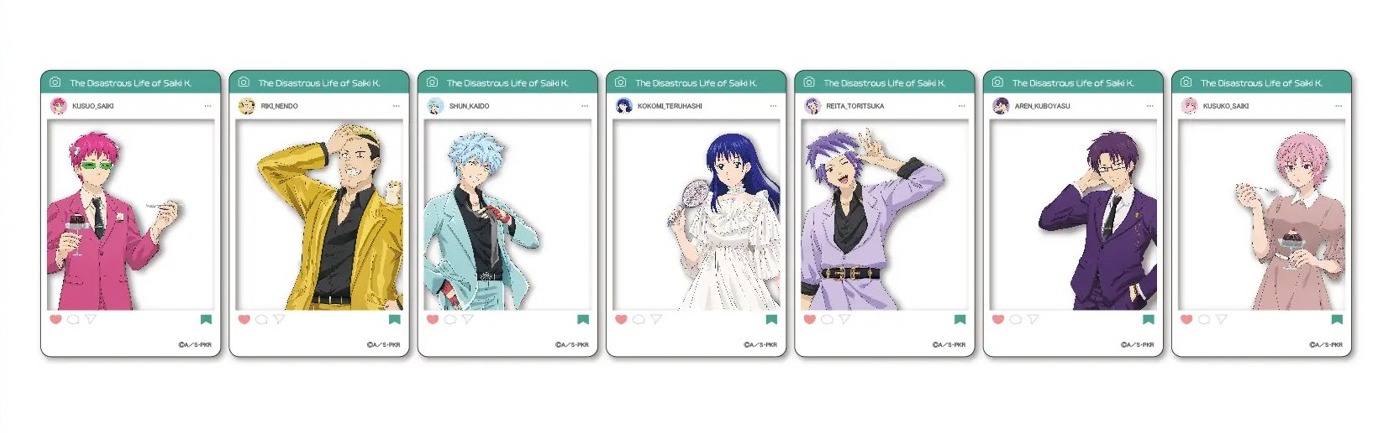 The Disastrous Life of Saiki K.
KUSUO_SAIKI
©A/S・PKR
The Disastrous Life of Saiki K.
RIKI_NENDO
©A/S・PKR
The Disastrous Life of Saiki K.
SHUN_KAIDO
©A/S・PKR
The Disastrous Life of Saiki K.
KOKOMI_TERUHASHI
©A/S・PKR
The Disastrous Life of Saiki K.
REITA_TORITSUKA
©A/S・PKR
The Disastrous Life of Saiki K.
AREN_KUBOYASU
©A/S・PKR
The Disastrous Life of Saiki K.
KUSUKO_SAIKI
©A/S・PKR